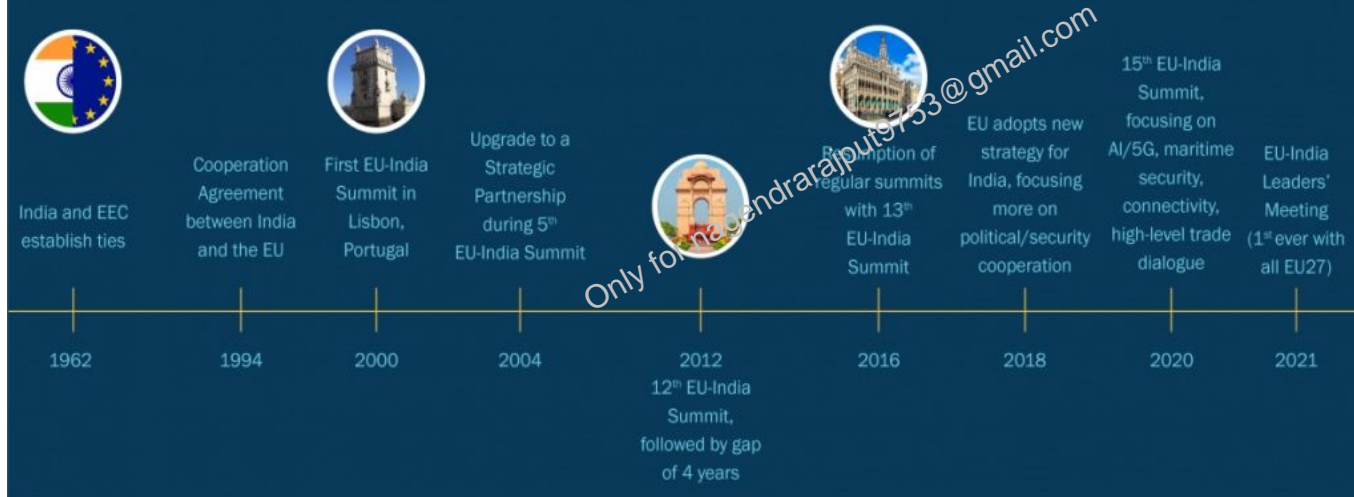 India and EEC
establish ties
1962
Cooperation
Agreement
between India
and the EU
1994
First EU-India
Summit in
Lisbon,
Portugal
2000
Upgrade to a
Strategic
Partnership
during 5th
EU-India Summit
2004
2012
12th EU-India
Summit,
followed by gap
of 4 years
Resumption of
regular summits
with 13th
EU-India
Summit
2016
EU adopts new
strategy for
India, focusing
more on
political/security
cooperation
2018
15th EU-India
Summit,
focusing on
AI/5G, maritime
security,
connectivity,
high-level trade
dialogue
2020
EU-India
Leaders'
Meeting
(1st ever with
all EU27)
2021
Only for nagendrarajput9753@gmail.com